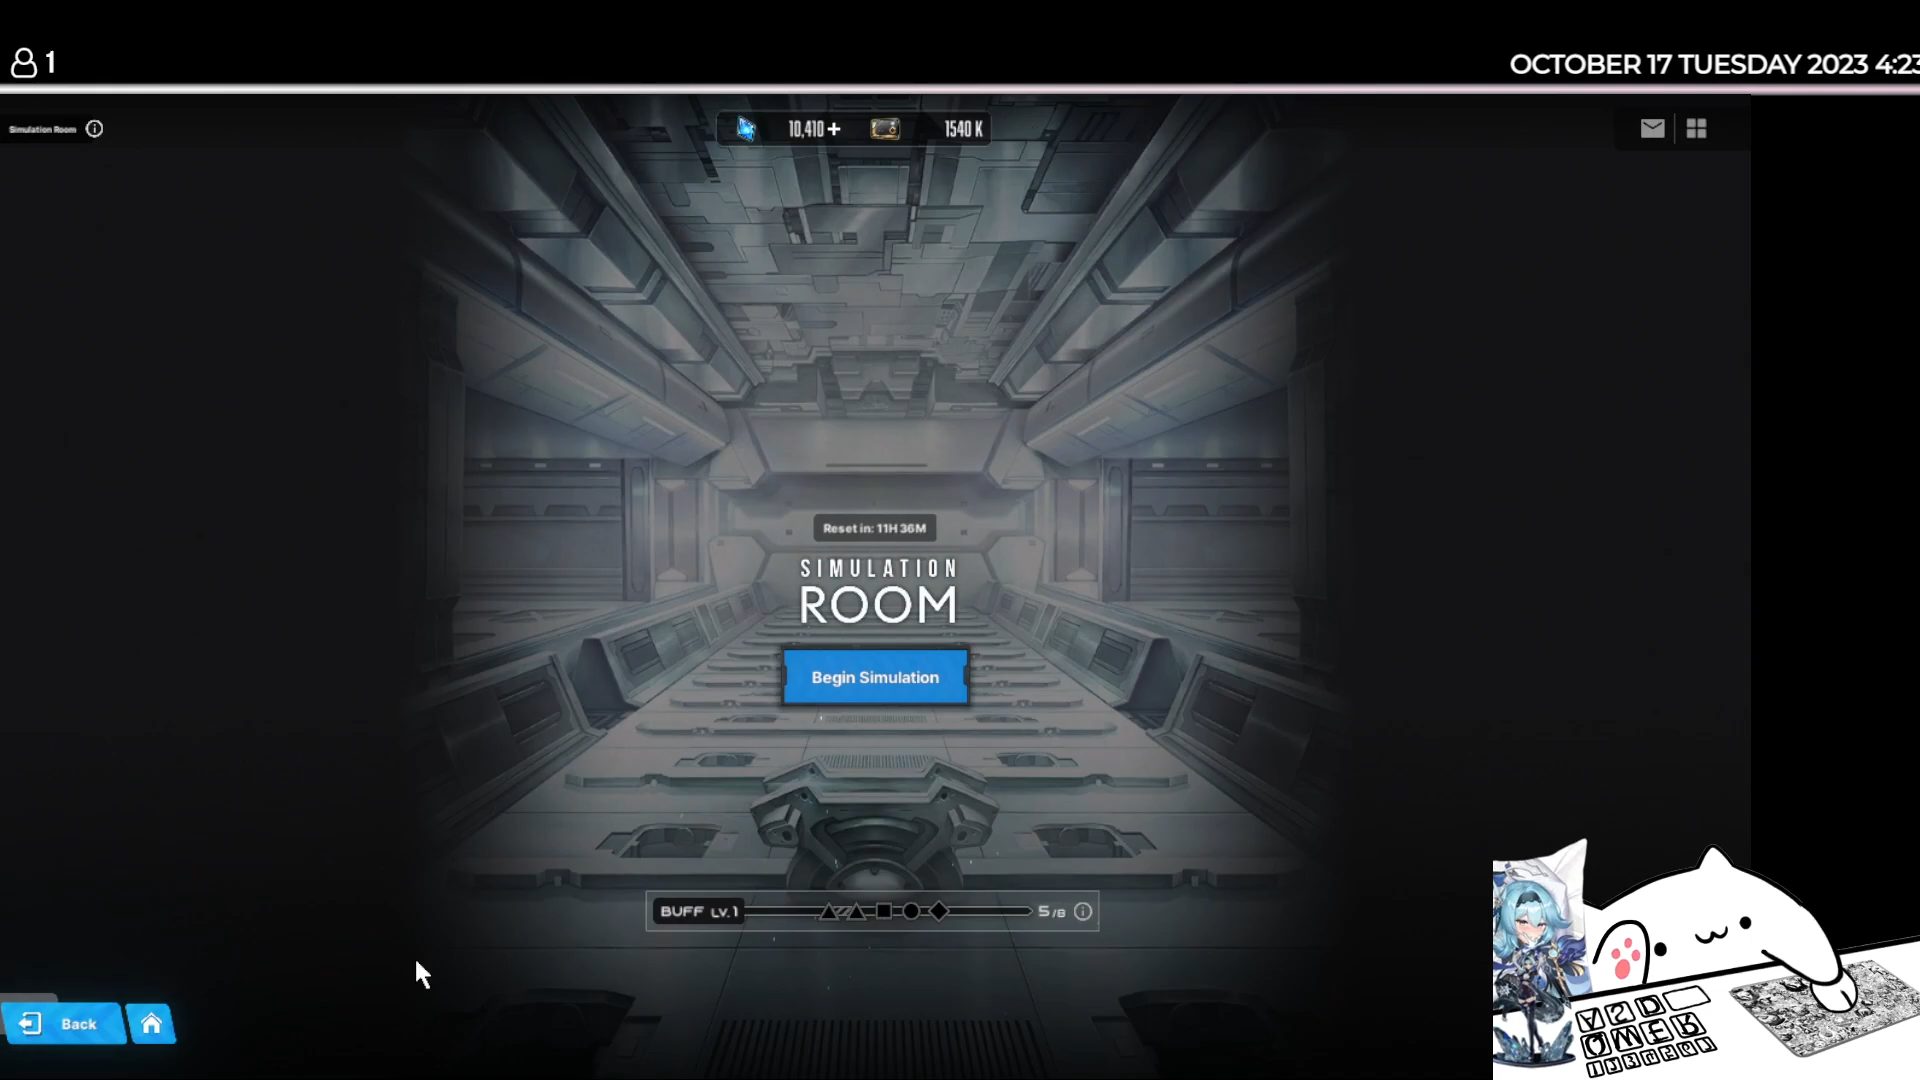 1
OCTOBER 17 TUESDAY 2023 4:23
Simulation Room
10,410 +
1540 K
Reset in: 11H 36M
SIMULATION
ROOM
Begin Simulation
BUFF LV.1
5/8
Back